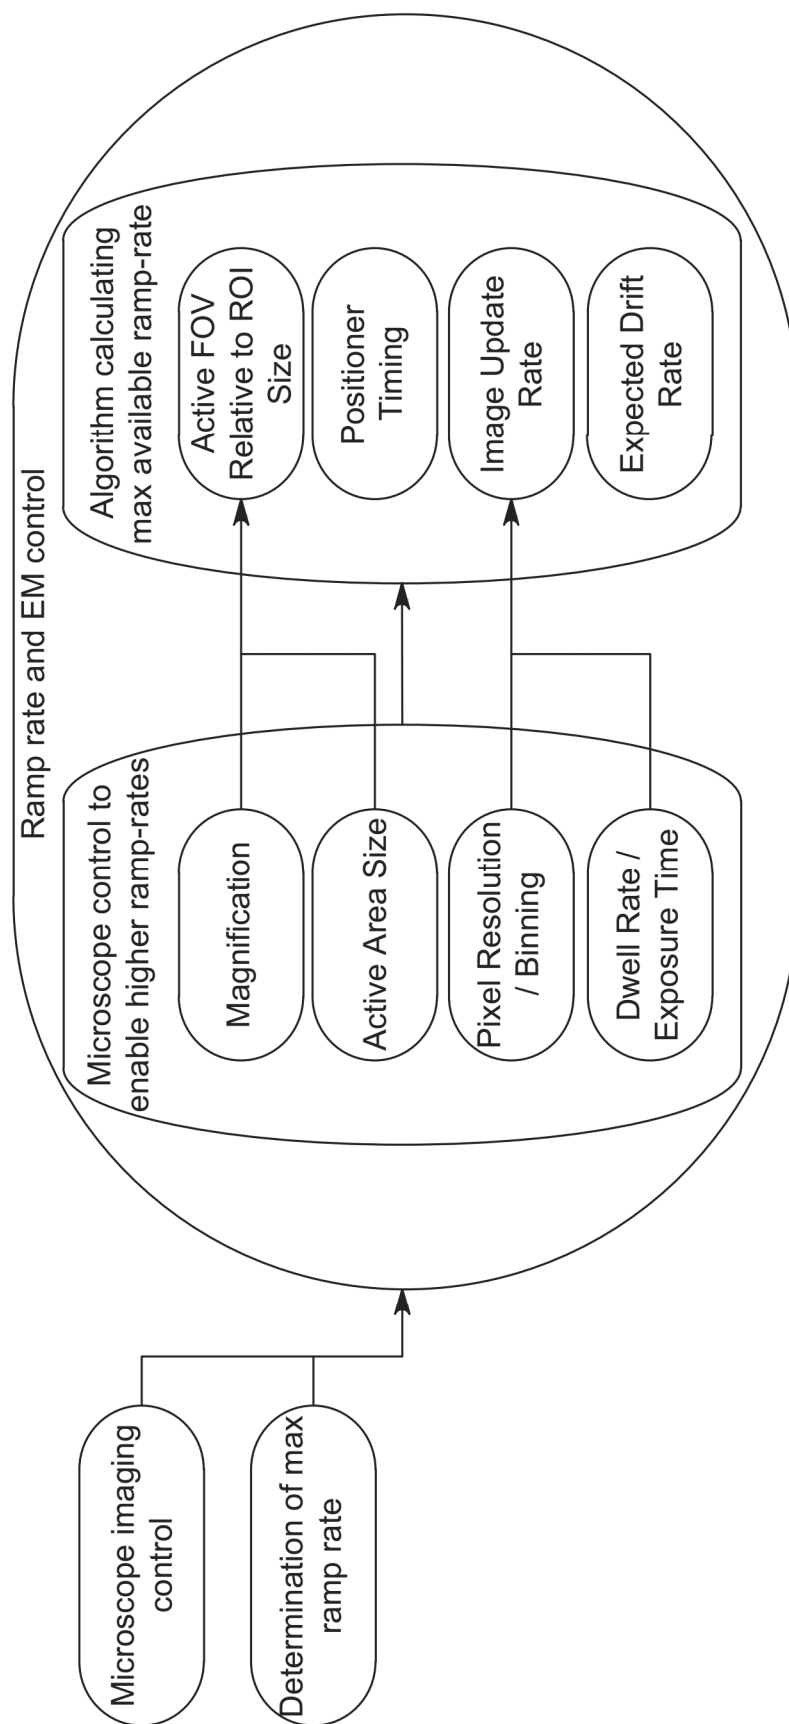 Microscope imaging
control
Determination of max
ramp rate
Ramp rate and EM control
Microscope control to
enable higher ramp-rates
Magnification
Active Area Size
Pixel Resolution
/ Binning
Dwell Rate /
Exposure Time
Algorithm calculating
max available ramp-rate
Active FOV
Relative to ROI
Size
Positioner
Timing
Image Update
Rate
Expected Drift
Rate